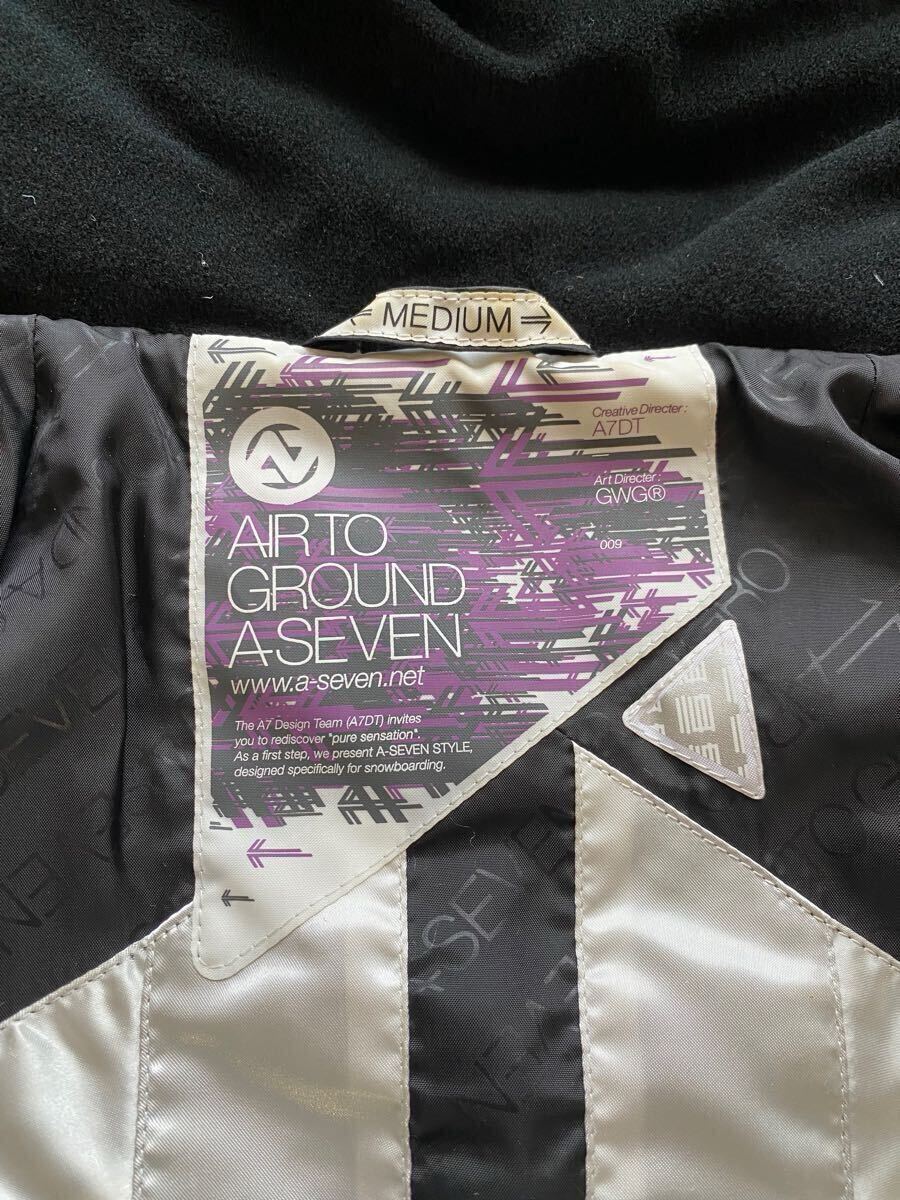 MEDIUM
Creative Directer :
A7DT
Art Directer :
GWG®
009
AIR TO
GROUND
A-SEVEN
www.a-seven.net
The A7 Design Team (A7DT) invites
you to rediscover "pure sensation".
As a first step, we present A-SEVEN STYLE,
designed specifically for snowboarding.
A-SEVEN